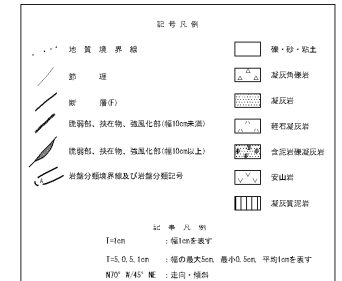 記号凡例
地質境界線
節理
断層(F)
脆弱部、挟在物、強風化部(幅10cm未満)
脆弱部、挟在物、強風化部(幅10cm以上)
岩盤分類境界線及び岩盤分類記号
礫・砂・粘土
凝灰角礫岩
凝灰岩
軽石凝灰岩
含泥岩礫凝灰岩
安山岩
凝灰質泥岩
記事凡例
T=1cm ：幅1cmを表す
T=5,0.5,1cm ：幅の最大5cm, 最小0.5cm, 平均1cmを表す
N70° W/45° NE ：走向・傾斜